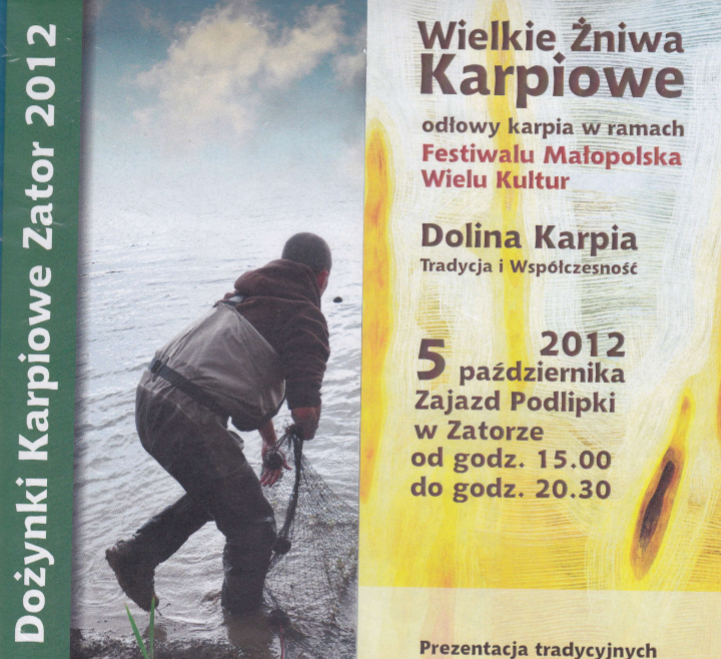 Dożynki Karpiowe Zator 2012
Wielkie Żniwa
Karpiowe
odłowy karpia w ramach
Festiwalu Małopolska
Wielu Kultur
Dolina Karpia
Tradycja i Współczesność
2012
5 października
Zajazd Podlipki
w Zatorze
od godz. 15.00
do godz. 20.30
Prezentacja tradycyjnych